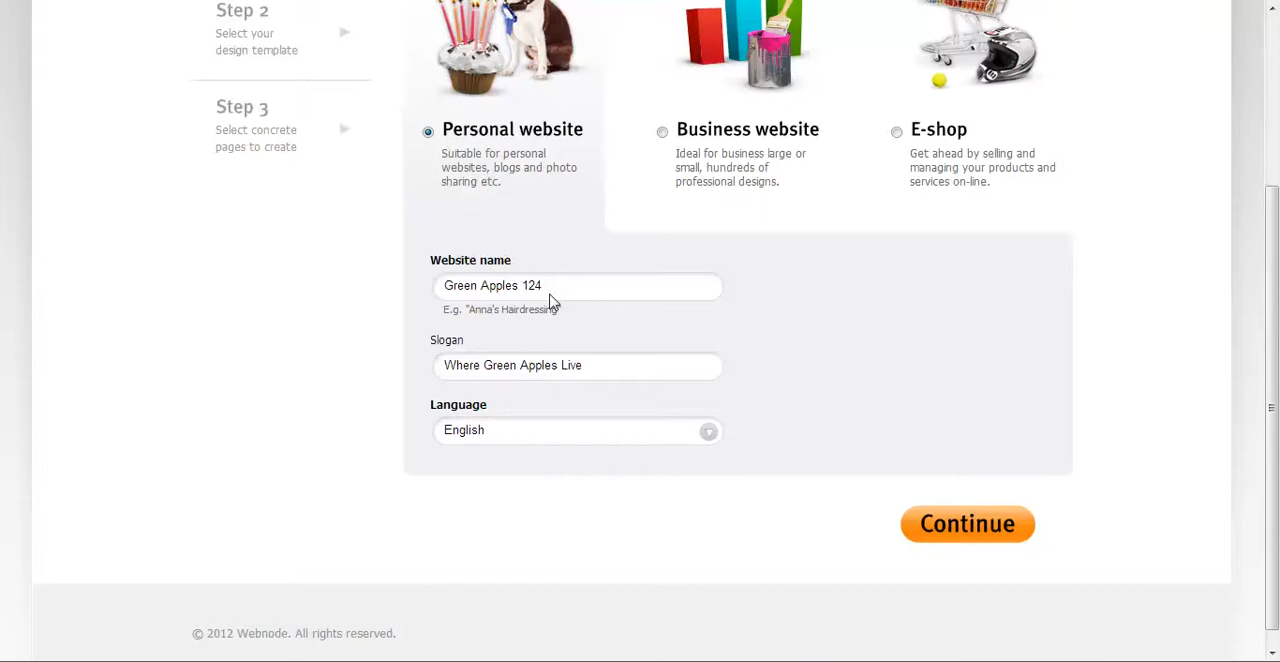 Step 2
Select your
design template
Step 3
Select concrete
pages to create
Personal website
Suitable for personal
websites, blogs and photo
sharing etc.
Business website
Ideal for business large or
small, hundreds of
professional designs.
E-shop
Get ahead by selling and
managing your products and
services on-line.
Website name
Green Apples 124
E.g. "Anna's Hairdressing"
Slogan
Where Green Apples Live
Language
English
Continue
© 2012 Webnode. All rights reserved.